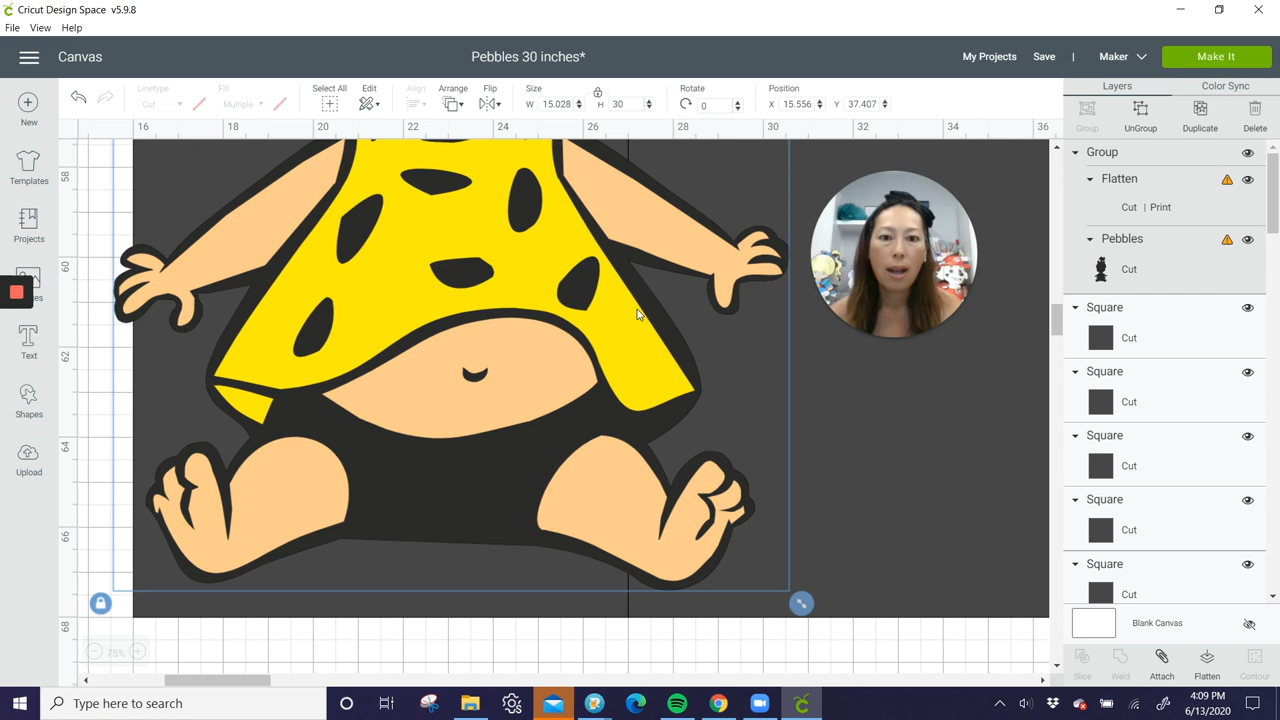 Cricut Design Space v5.9.8
File View Help
Canvas
Pebbles 30 inches*
My Projects Save | Maker Make It
Linetype Fill Select All Align Edit Arrange Flip Size Rotate Position
Cut Multiple W 15.028 H 30 0 X 15.556 Y 37.407
New
Templates
Projects
Text
Shapes
Upload
16 18 20 22 24 26 28 30 32 34 36
58
60
62
64
66
68
75%
Layers Color Sync
Group UnGroup Duplicate Delete
Group
Flatten
Cut | Print
Pebbles
Cut
Square
Cut
Square
Cut
Square
Cut
Square
Cut
Square
Cut
Blank Canvas
Slice Weld Attach Flatten Contour
Type here to search
4:09 PM
6/13/2020